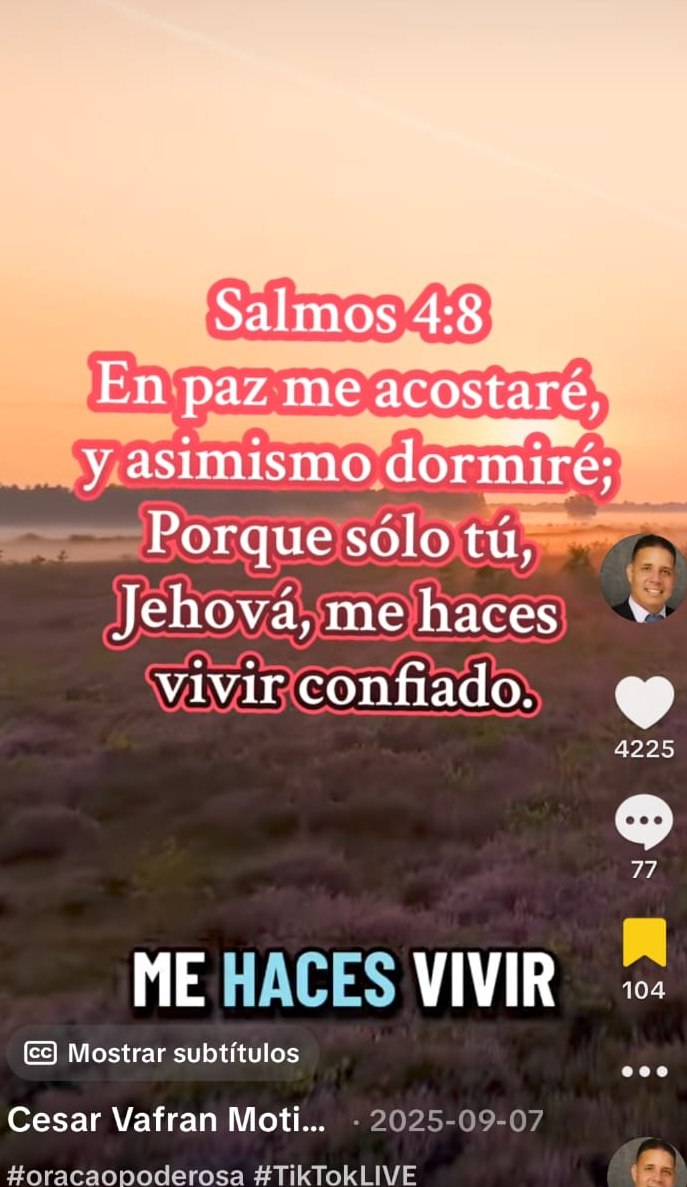 Salmos 4:8
En paz me acostaré,
y asimismo dormiré;
Porque sólo tú,
Jehová, me haces
vivir confiado.
4225
77
104
ME HACES VIVIR
CC Mostrar subtítulos
Cesar Vafran Moti... · 2025-09-07
#oracaopoderosa #TikTokLIVE